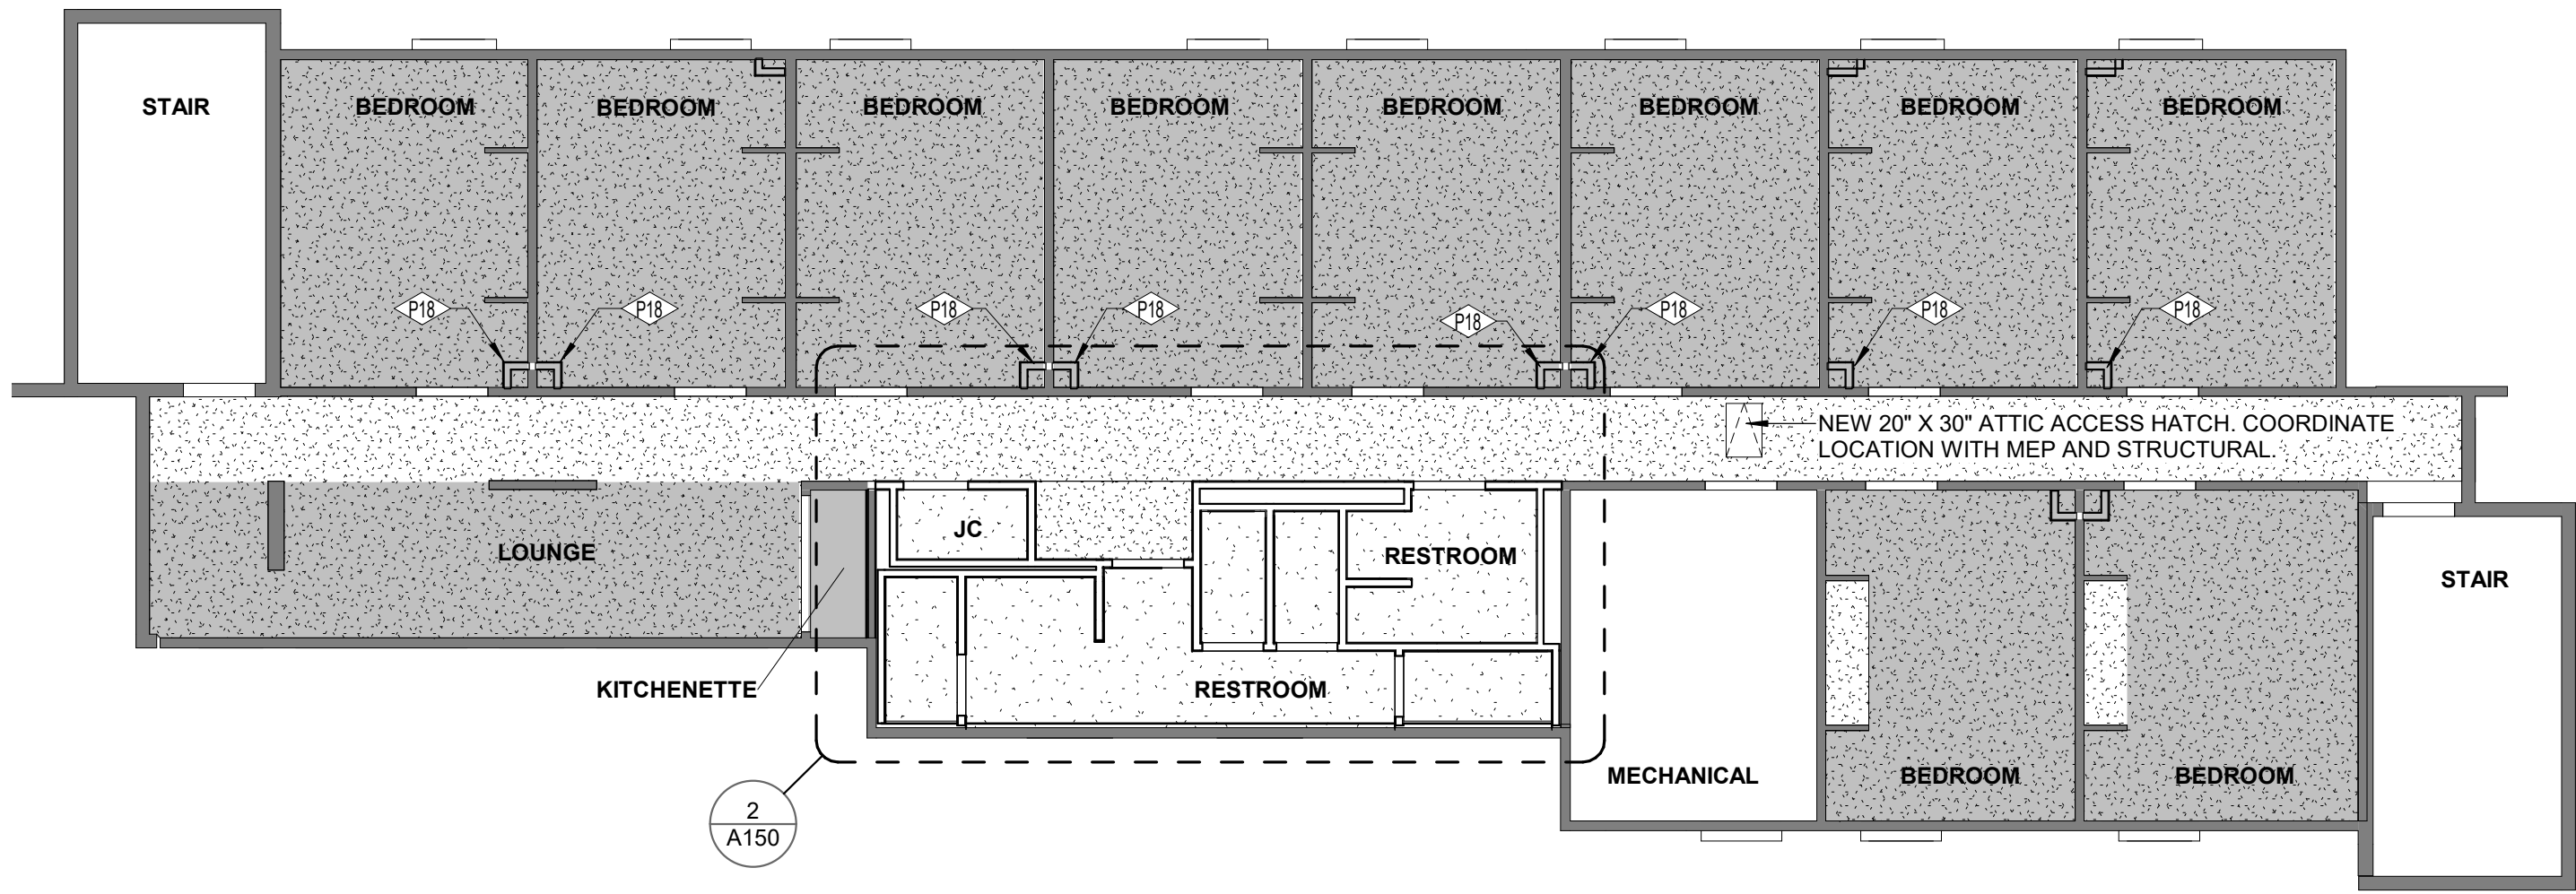 STAIR
BEDROOM
BEDROOM
BEDROOM
BEDROOM
BEDROOM
BEDROOM
BEDROOM
BEDROOM
P18
P18
P18
P18
P18
P18
P18
P18
NEW 20" X 30" ATTIC ACCESS HATCH. COORDINATE
LOCATION WITH MEP AND STRUCTURAL.
LOUNGE
JC
RESTROOM
STAIR
KITCHENETTE
RESTROOM
MECHANICAL
BEDROOM
BEDROOM
2
A150